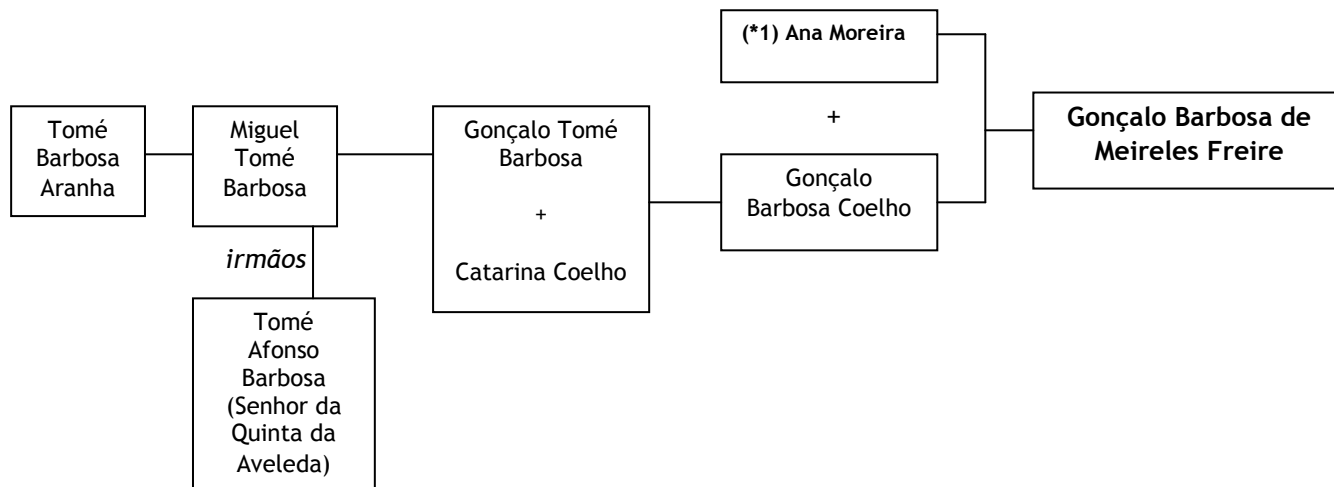 Tomé
Barbosa
Aranha
Miguel
Tomé
Barbosa
irmãos
Tomé
Afonso
Barbosa
(Senhor da
Quinta da
Aveleda)
Gonçalo Tomé
Barbosa
+
Catarina Coelho
(*1) Ana Moreira
+
Gonçalo
Barbosa Coelho
Gonçalo Barbosa de
Meireles Freire